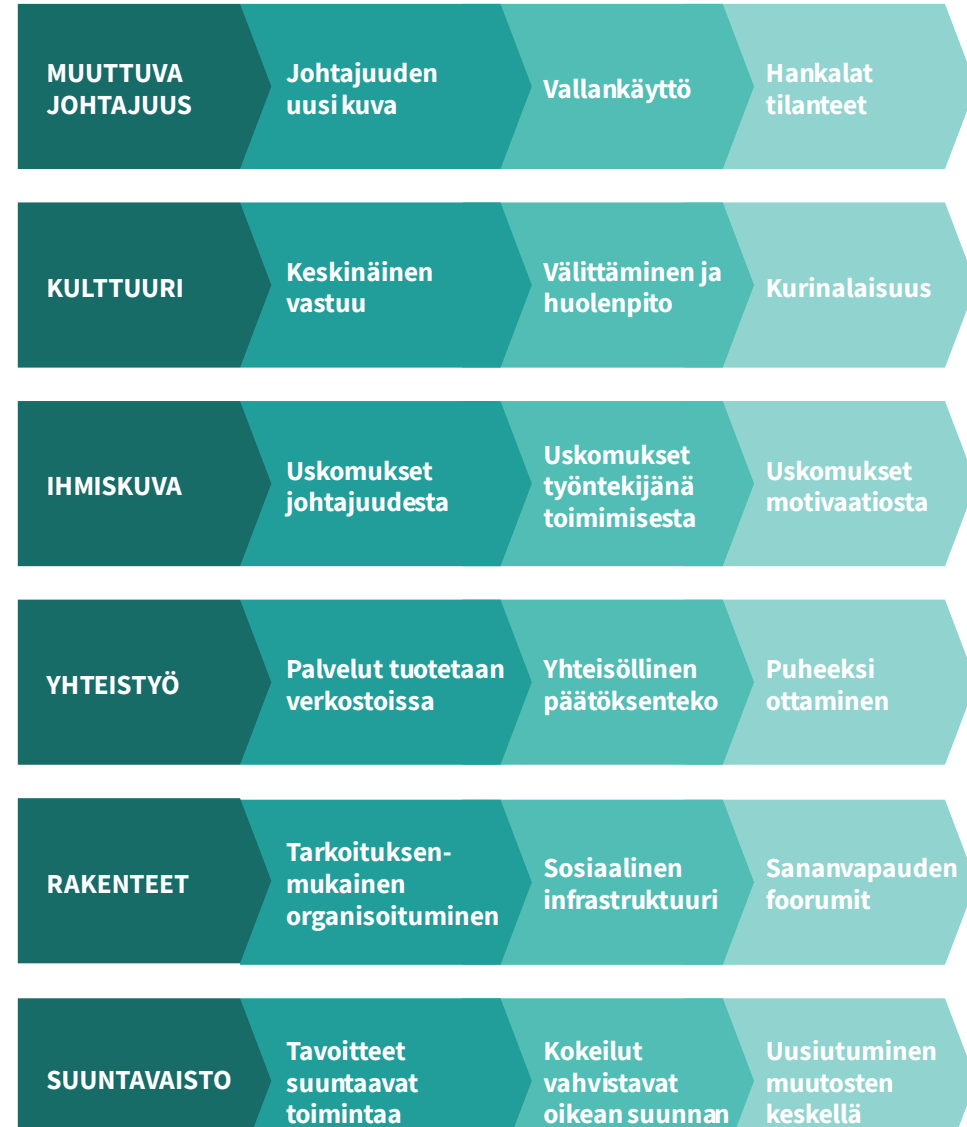 MUUTTUVA
JOHTAJUUS
Johtajuuden
uusi kuva
Vallankäyttö
Hankalat
tilanteet
KULTTUURI
Keskinäinen
vastuu
Välittäminen ja
huolenpito
Kurinalaisuus
IHMISKUVA
Uskomukset
johtajuudesta
Uskomukset
työntekijänä
toimimisesta
Uskomukset
motivaatiosta
YHTEISTYÖ
Palvelut tuotetaan
verkostoissa
Yhteisöllinen
päätöksenteko
Puheeksi
ottaminen
RAKENTEET
Tarkoituksen-
mukainen
organisoituminen
Sosiaalinen
infrastruktuuri
Sananvapauden
foorumit
SUUNTAVAISTO
Tavoitteet
suuntaavat
toimintaa
Kokeilut
vahvistavat
oikean suunnan
Uusiutuminen
muutosten
keskellä